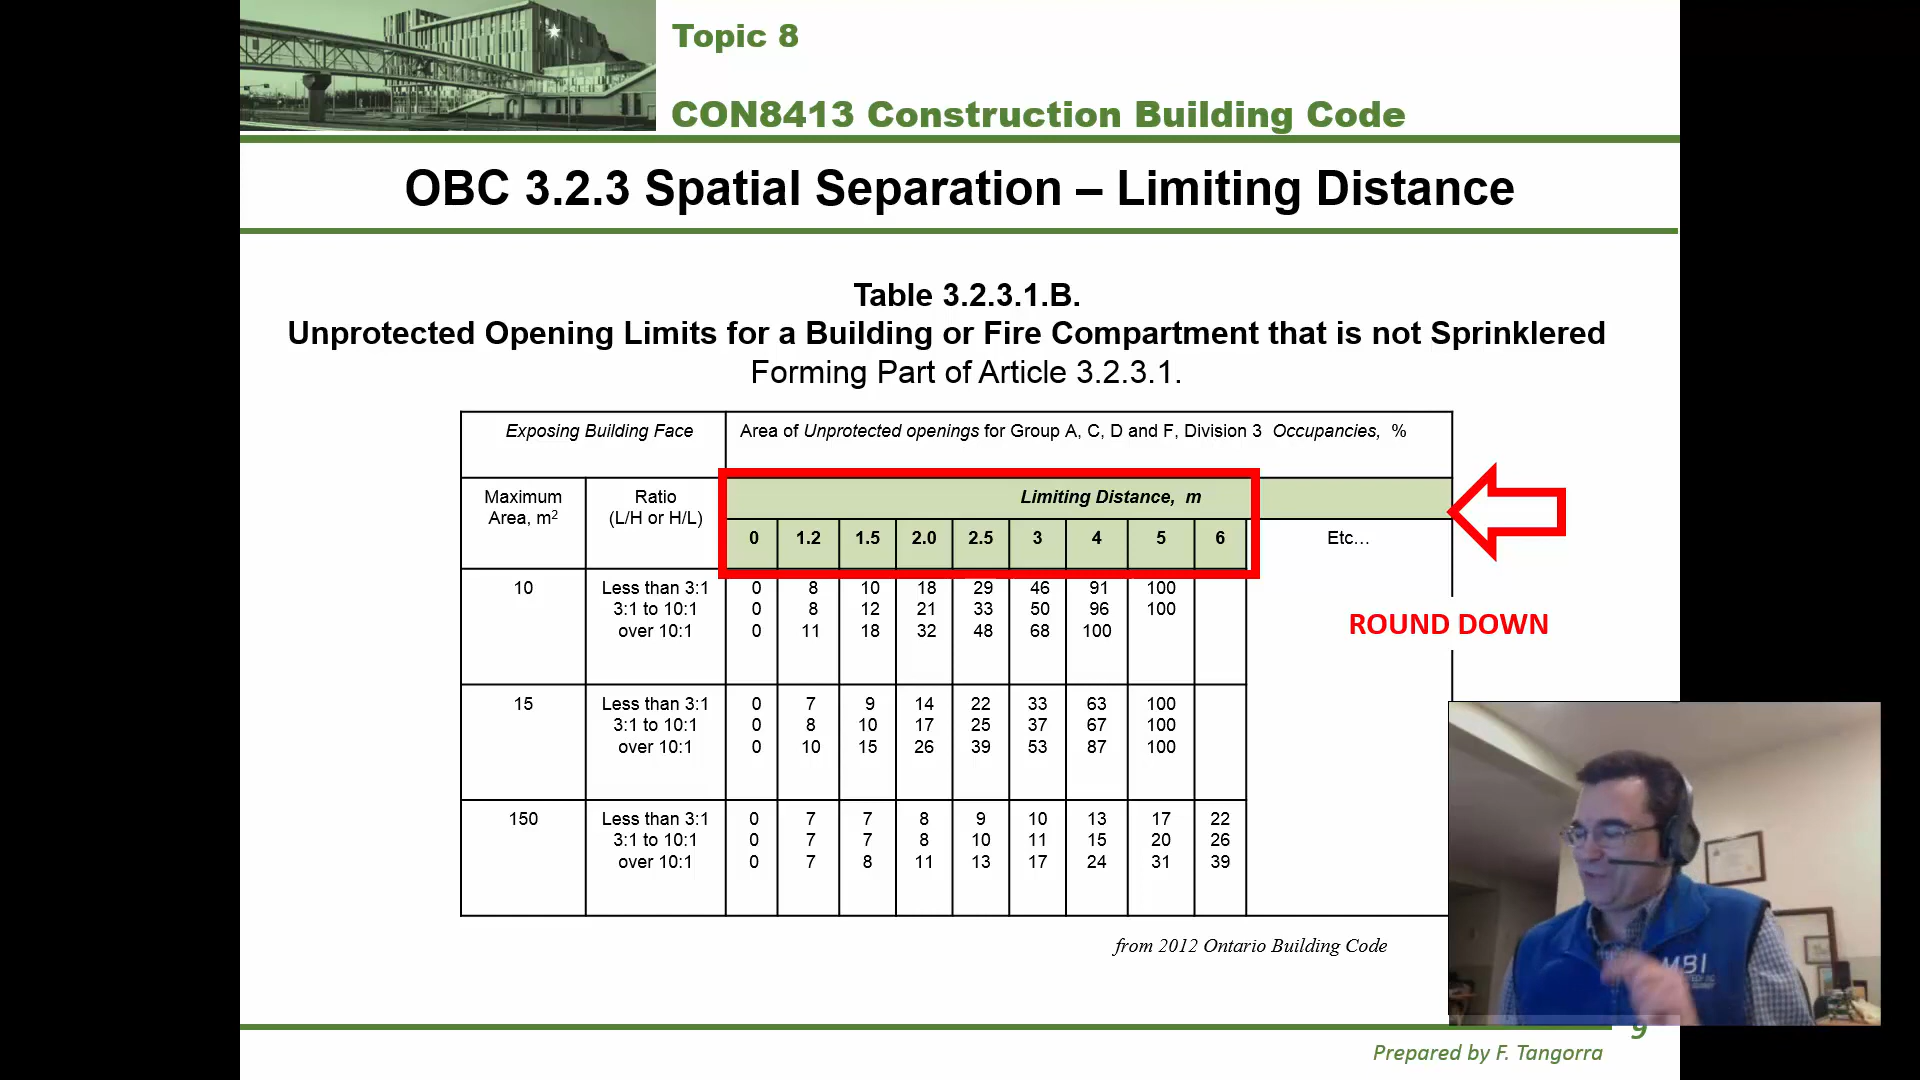 Topic 8
CON8413 Construction Building Code
OBC 3.2.3 Spatial Separation – Limiting Distance
Table 3.2.3.1.B.
Unprotected Opening Limits for a Building or Fire Compartment that is not Sprinklered
Forming Part of Article 3.2.3.1.
Exposing Building Face Area of Unprotected openings for Group A, C, D and F, Division 3 Occupancies, %
Maximum Ratio Limiting Distance, m
Area, m2 (L/H or H/L)
0 1.2 1.5 2.0 2.5 3 4 5 6 Etc…
10 Less than 3:1 0 8 10 18 29 46 91 100
3:1 to 10:1 0 8 12 21 33 50 96 100
over 10:1 0 11 18 32 48 68 100
ROUND DOWN
15 Less than 3:1 0 7 9 14 22 33 63 100
3:1 to 10:1 0 8 10 17 25 37 67 100
over 10:1 0 10 15 26 39 53 87 100
150 Less than 3:1 0 7 7 8 9 10 13 17 22
3:1 to 10:1 0 7 7 8 10 11 15 20 26
over 10:1 0 7 8 11 13 17 24 31 39
from 2012 Ontario Building Code
MBI
9
Prepared by F. Tangorra